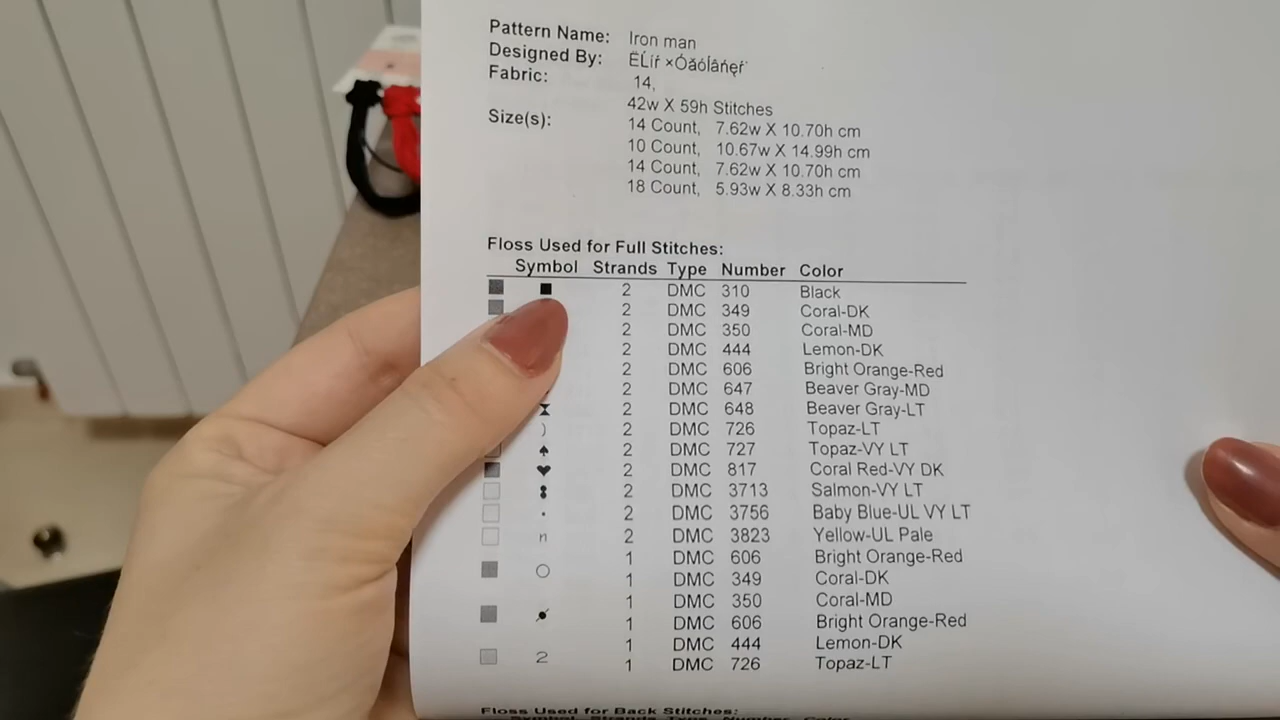 Pattern Name: Iron man
Designed By: ËĹíř ×Óăóĺâńęř
Fabric: 14,
42w X 59h Stitches
Size(s): 14 Count, 7.62w X 10.70h cm
10 Count, 10.67w X 14.99h cm
14 Count, 7.62w X 10.70h cm
18 Count, 5.93w X 8.33h cm
Floss Used for Full Stitches:
Symbol Strands Type Number Color
2 DMC 310 Black
2 DMC 349 Coral-DK
2 DMC 350 Coral-MD
2 DMC 444 Lemon-DK
2 DMC 606 Bright Orange-Red
2 DMC 647 Beaver Gray-MD
2 DMC 648 Beaver Gray-LT
) 2 DMC 726 Topaz-LT
2 DMC 727 Topaz-VY LT
2 DMC 817 Coral Red-VY DK
2 DMC 3713 Salmon-VY LT
2 DMC 3756 Baby Blue-UL VY LT
n 2 DMC 3823 Yellow-UL Pale
1 DMC 606 Bright Orange-Red
1 DMC 349 Coral-DK
1 DMC 350 Coral-MD
1 DMC 606 Bright Orange-Red
1 DMC 444 Lemon-DK
2 1 DMC 726 Topaz-LT
Floss Used for Back Stitches:
Symbol Strands Type Number Color